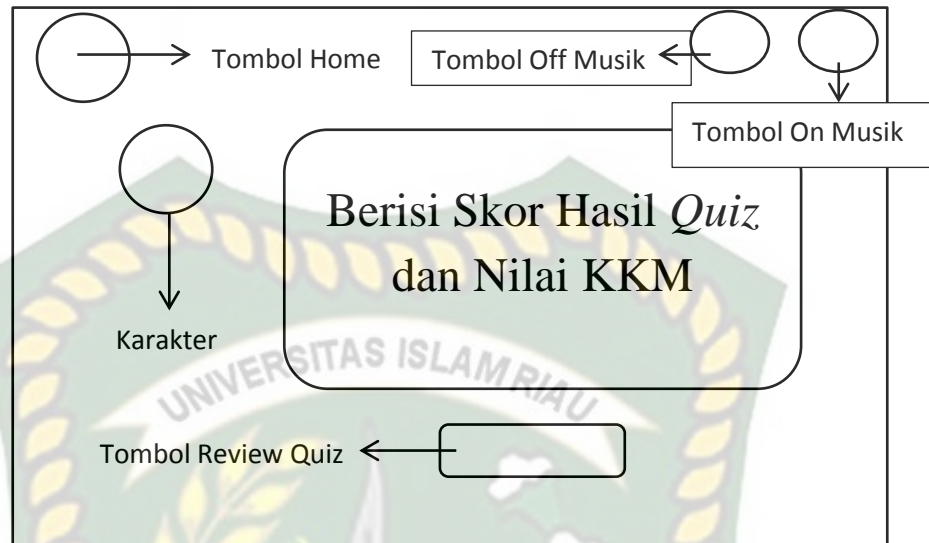 Tombol Home
Tombol Off Musik
Tombol On Musik
Berisi Skor Hasil Quiz
dan Nilai KKM
Karakter
UNIVERSITAS ISLAM RIAU
Tombol Review Quiz